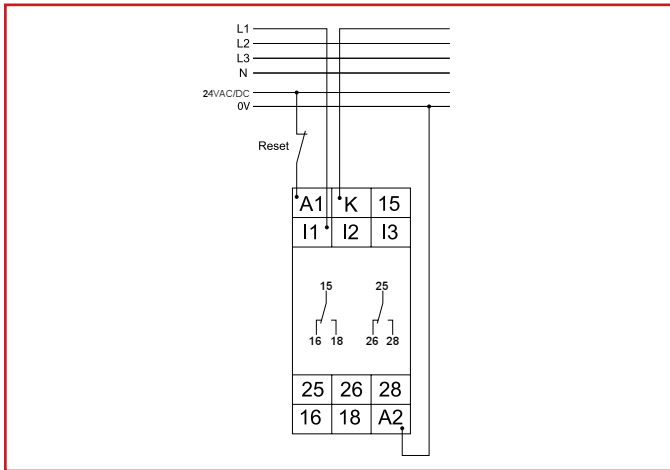 L1
L2
L3
N
24VAC/DC
0V
Reset
A1 K 15
I1 I2 I3
15 25
16 18 26 28
25 26 28
16 18 A2